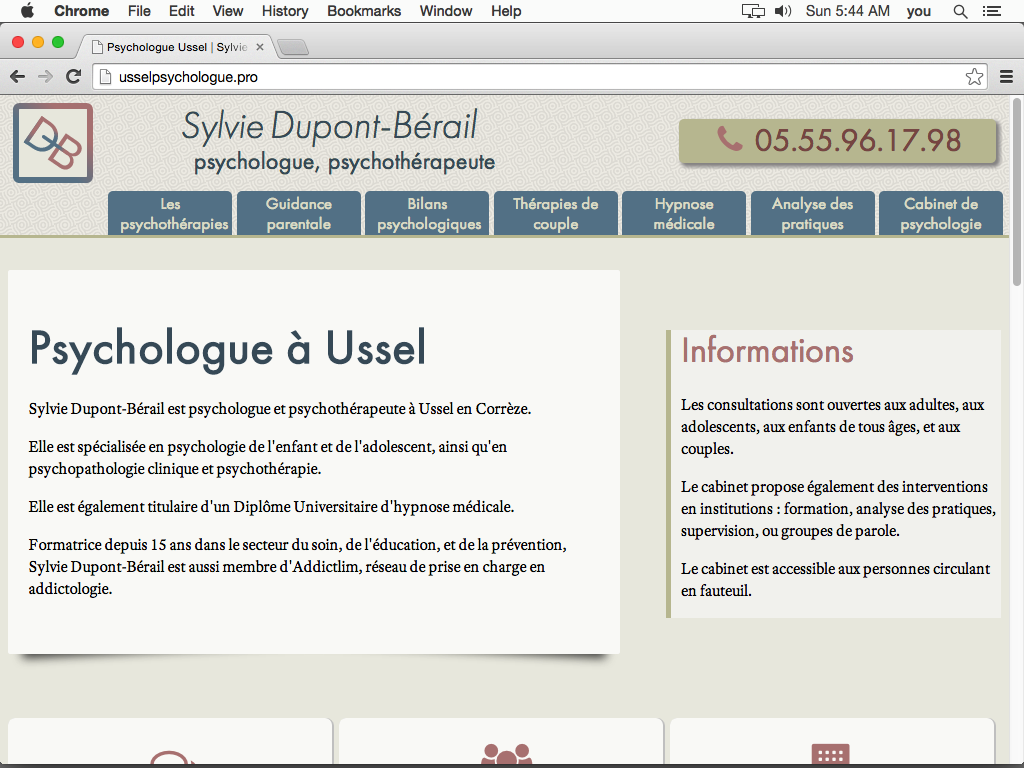 Chrome File Edit View History Bookmarks Window Help Sun 5:44 AM you
Psychologue Ussel | Sylvie
usselpsychologue.pro
Sylvie Dupont-Bérail
psychologue, psychothérapeute
05.55.96.17.98
Les psychothérapies
Guidance parentale
Bilans psychologiques
Thérapies de couple
Hypnose médicale
Analyse des pratiques
Cabinet de psychologie
Psychologue à Ussel
Sylvie Dupont-Bérail est psychologue et psychothérapeute à Ussel en Corrèze.
Elle est spécialisée en psychologie de l'enfant et de l'adolescent, ainsi qu'en
psychopathologie clinique et psychothérapie.
Elle est également titulaire d'un Diplôme Universitaire d'hypnose médicale.
Formatrice depuis 15 ans dans le secteur du soin, de l'éducation, et de la prévention,
Sylvie Dupont-Bérail est aussi membre d'Addictlim, réseau de prise en charge en
addictologie.
Informations
Les consultations sont ouvertes aux adultes, aux
adolescents, aux enfants de tous âges, et aux
couples.
Le cabinet propose également des interventions
en institutions : formation, analyse des pratiques,
supervision, ou groupes de parole.
Le cabinet est accessible aux personnes circulant
en fauteuil.